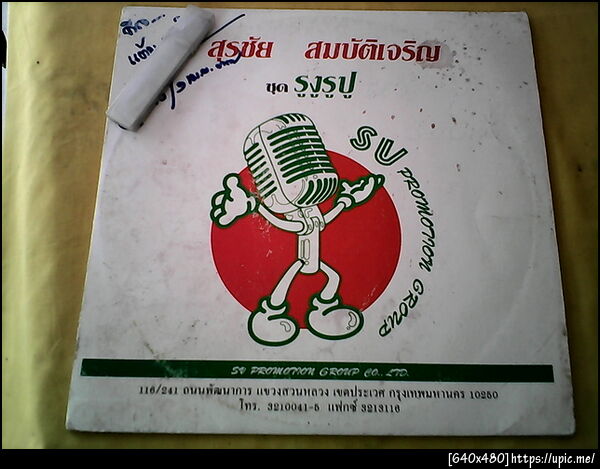 สุรชัย สมบัติเจริญ
ชุด รูงูรูปู
SV PROMOTION GROUP
SV PROMOTION GROUP CO., LTD.
116/241 ถนนพัฒนาการ แขวงสวนหลวง เขตประเวศ กรุงเทพมหานคร 10250
โทร. 3210041-5 แฟกซ์ 3213116
[640x480]https://upic.me/